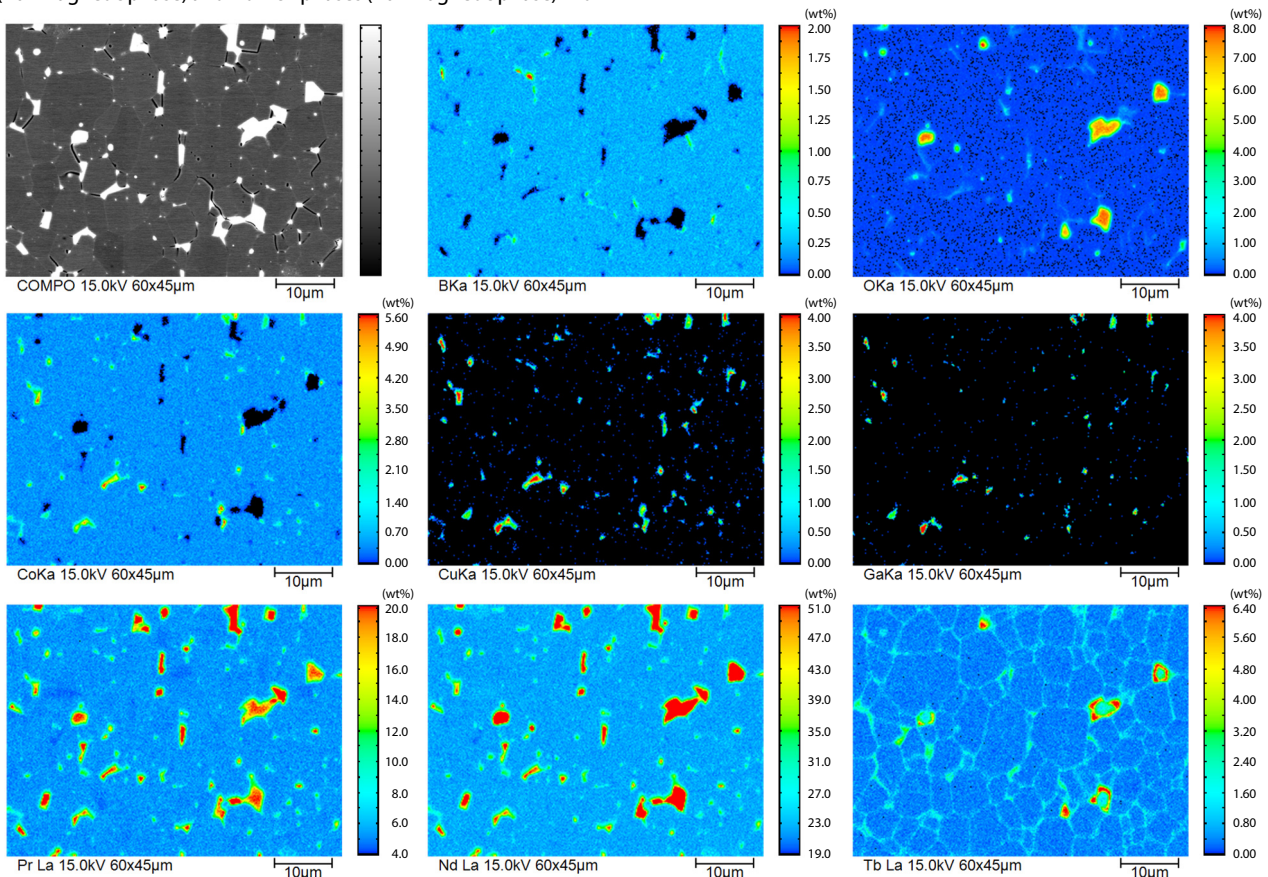 COMPO 15.0kV 60x45µm
10µm
(wt%)
2.00
1.75
1.25
1.00
0.75
0.50
0.25
0.00
BKa 15.0kV 60x45µm
10µm
(wt%)
8.00
7.00
6.00
5.00
4.00
3.00
2.00
1.00
0.00
OKa 15.0kV 60x45µm
10µm
(wt%)
5.60
4.90
4.20
3.50
2.80
2.10
1.40
0.70
0.00
CoKa 15.0kV 60x45µm
10µm
(wt%)
4.00
3.50
3.00
2.50
2.00
1.50
1.00
0.50
0.00
CuKa 15.0kV 60x45µm
10µm
(wt%)
4.00
3.50
3.00
2.50
2.00
1.50
1.00
0.50
0.00
GaKa 15.0kV 60x45µm
10µm
(wt%)
20.0
18.0
16.0
14.0
12.0
10.0
8.0
6.0
4.0
Pr La 15.0kV 60x45µm
10µm
(wt%)
51.0
47.0
43.0
39.0
35.0
31.0
27.0
23.0
19.0
Nd La 15.0kV 60x45µm
10µm
(wt%)
6.40
5.60
4.80
4.00
3.20
2.40
1.60
0.80
0.00
Tb La 15.0kV 60x45µm
10µm